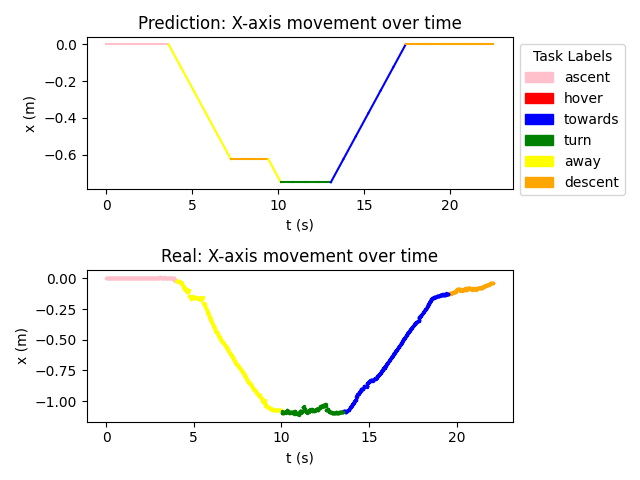 Prediction: X-axis movement over time
0.0
−0.2
−0.4
−0.6
x (m)
0 5 10 15 20
t (s)
Task Labels
ascent
hover
towards
turn
away
descent
Real: X-axis movement over time
0.00
−0.25
−0.50
−0.75
−1.00
x (m)
0 5 10 15 20
t (s)